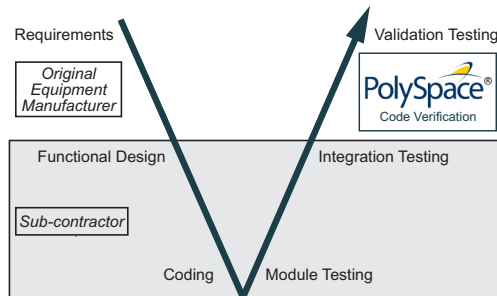 Requirements
Validation Testing
Original
Equipment
Manufacturer
PolySpace®
Code Verification
Functional Design
Integration Testing
Sub-contractor
Coding
Module Testing